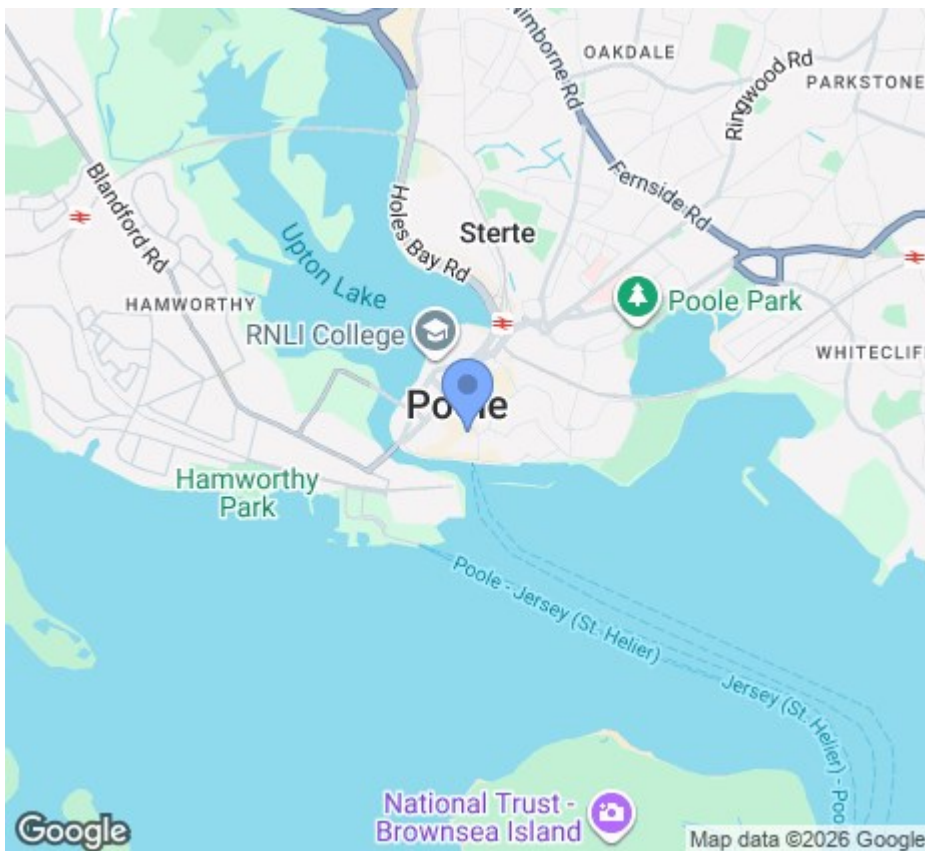 Wimborne Rd
OAKDALE
Ringwood Rd
PARKSTONE
Blandford Rd
Holes Bay Rd
Fernside Rd
Sterte
Upton Lake
HAMWORTHY
Poole Park
RNLI College
WHITECLIFF
Poole
Hamworthy
Park
Poole - Jersey (St. Helier)
Jersey (St. Helier) - Poo
National Trust -
Brownsea Island
Google
Map data ©2026 Google